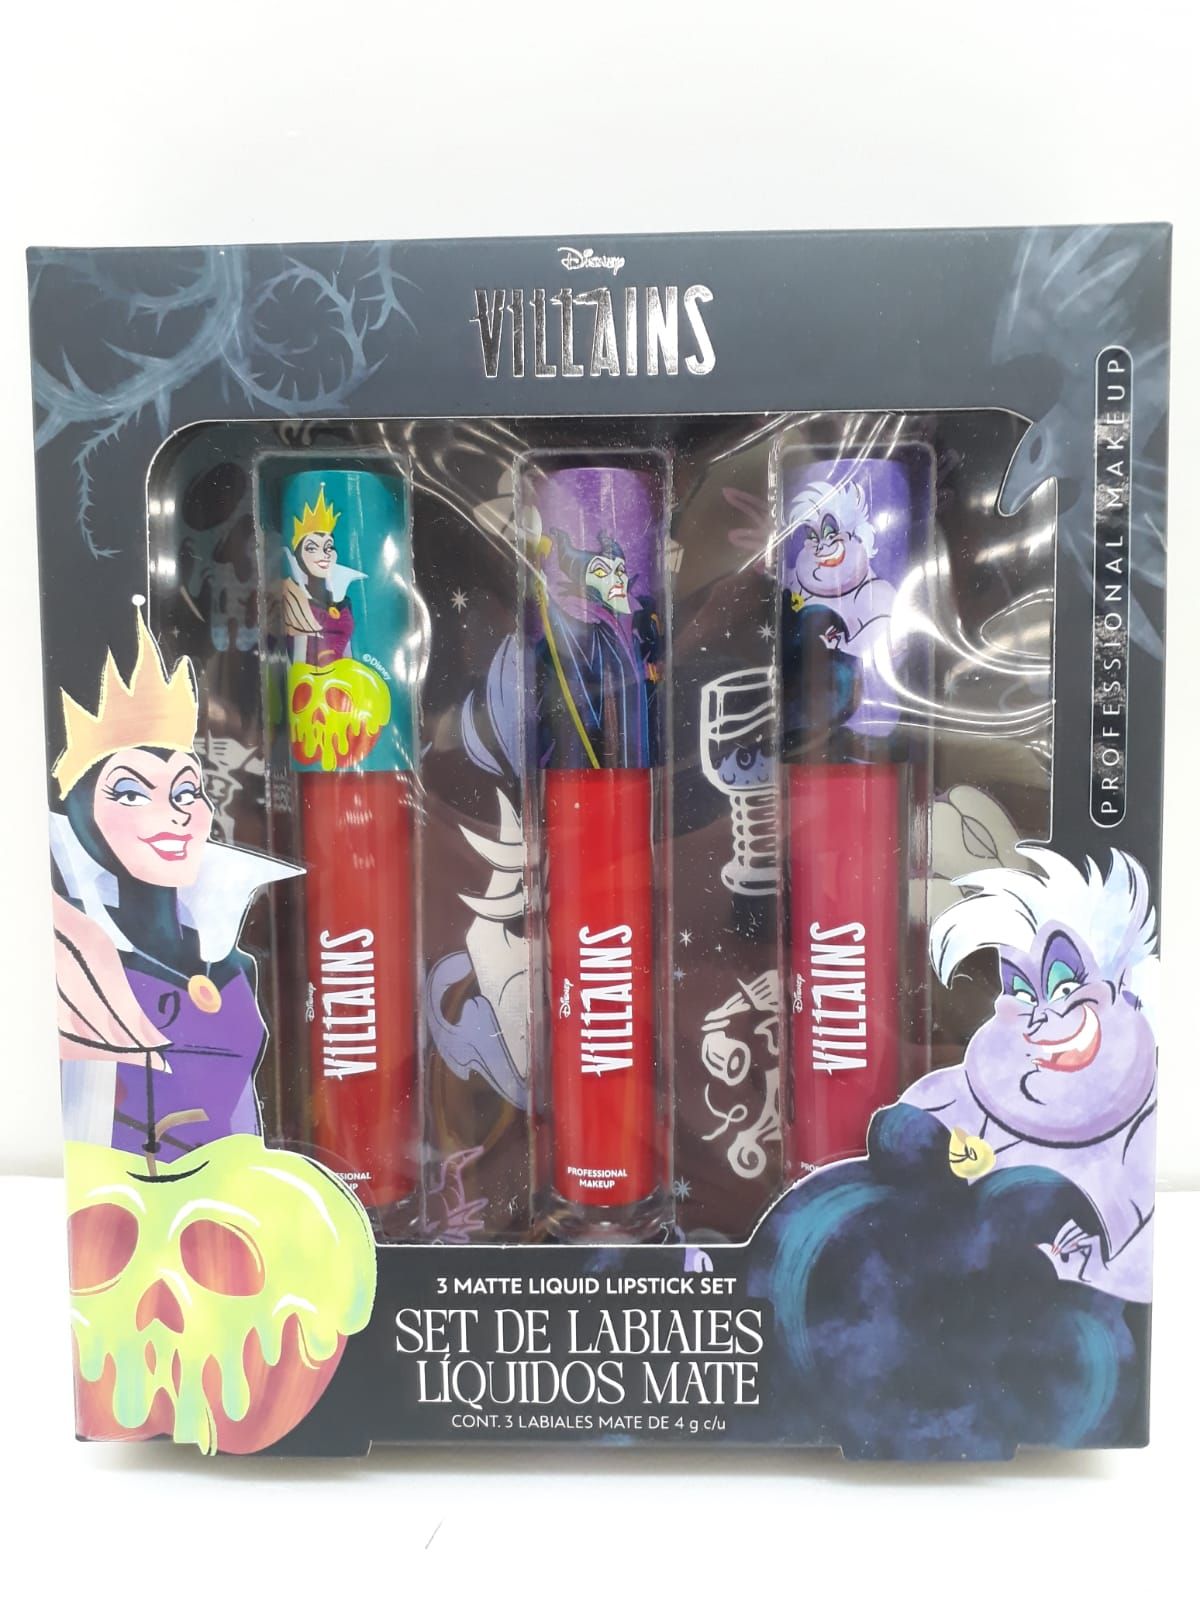 Disney
VILLAINS
PROFESSIONAL MAKEUP
©Disney
Disney
VILLAINS
Disney
VILLAINS
PROFESSIONAL
MAKEUP
Disney
VILLAINS
3 MATTE LIQUID LIPSTICK SET
SET DE LABIALES
LÍQUIDOS MATE
CONT. 3 LABIALES MATE DE 4 g c/u